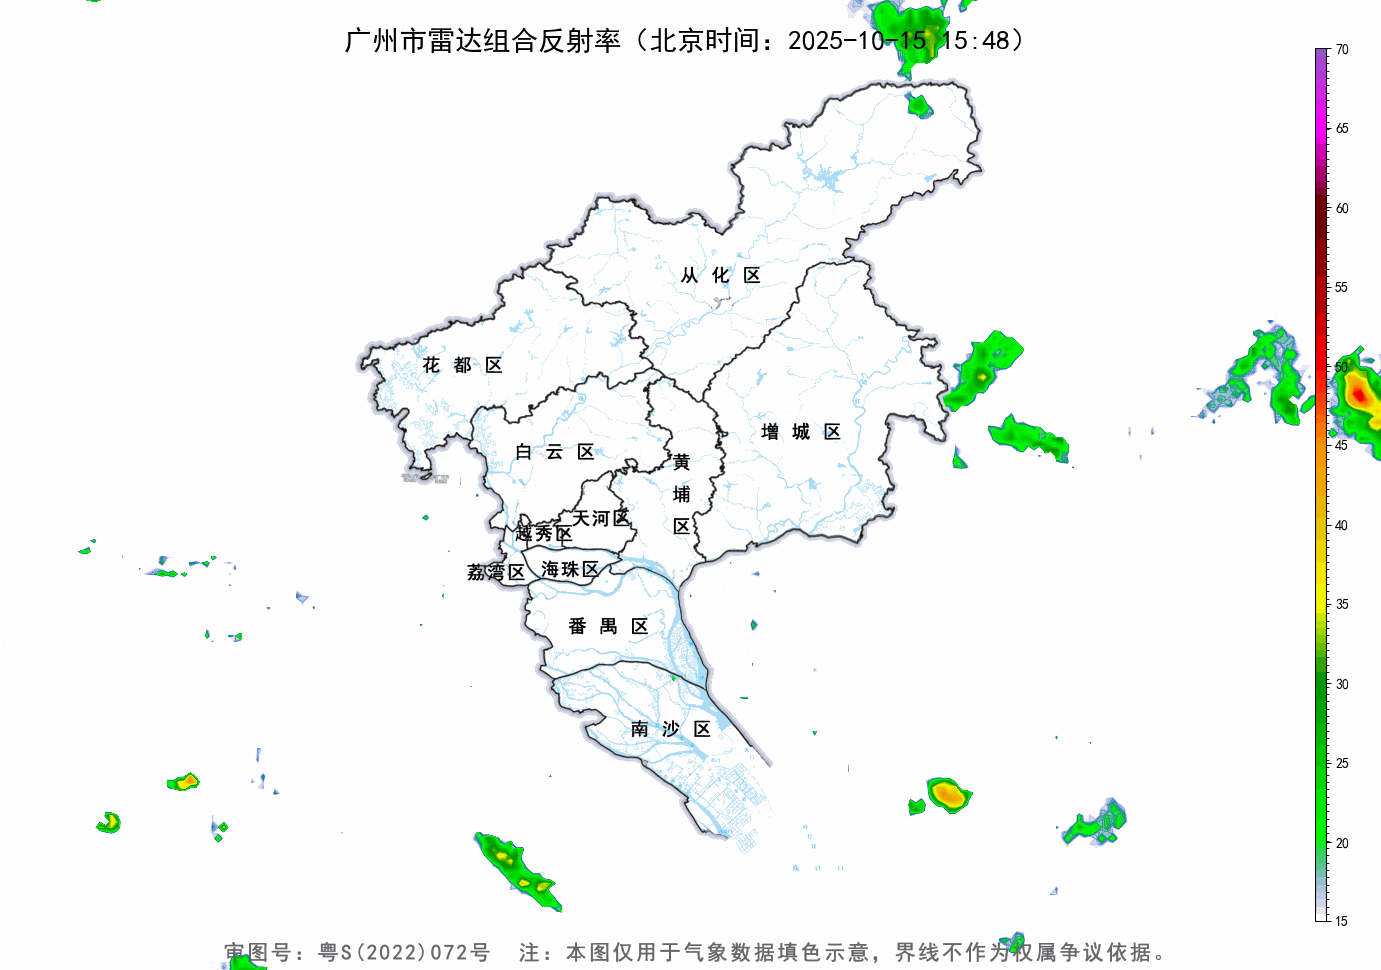 广州市雷达组合反射率（北京时间：2025-10-15 15:48）
70
65
60
55
50
45
40
35
30
25
20
15
从化区
花都区
增城区
白云区
黄埔区
天河区
越秀区
荔湾区
海珠区
番禺区
南沙区
审图号：粤S(2022)072号 注：本图仅用于气象数据填色示意，界线不作为权属争议依据。